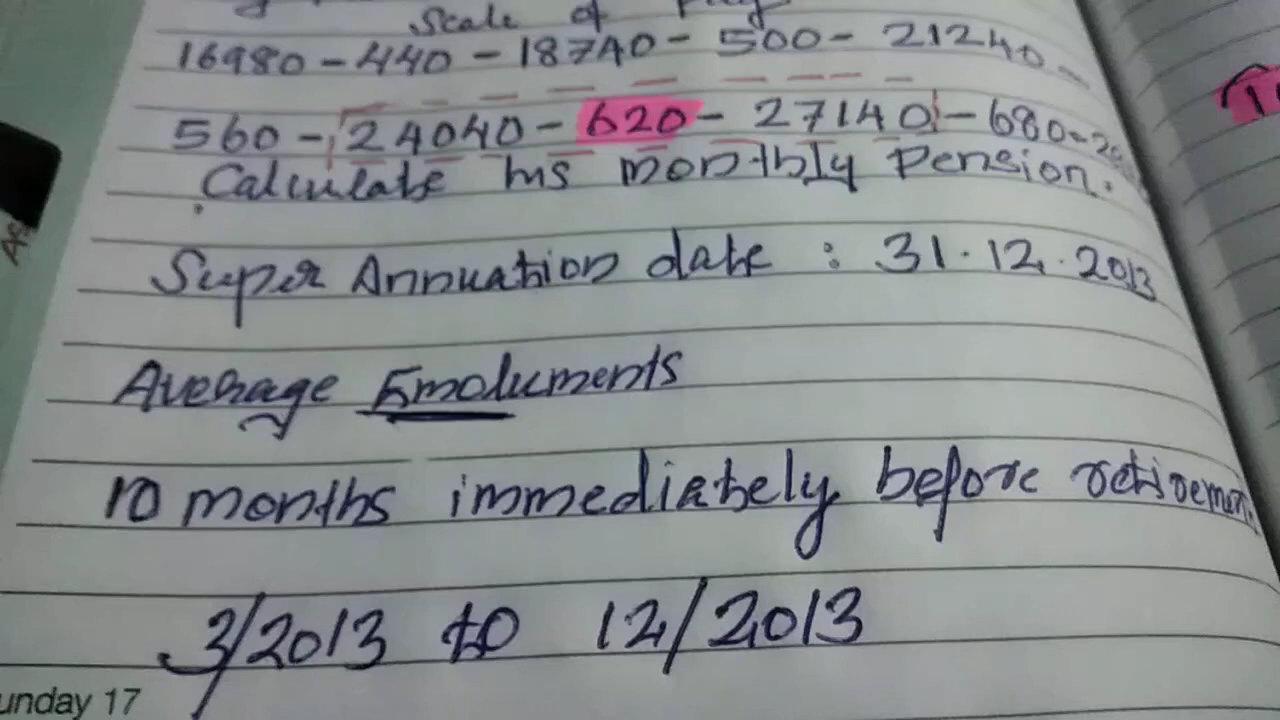 Scale of Pay
16980-440-18740-500-21240-
560-24040-620-27140-680-
Calculate his monthly Pension.
Super Annuation date : 31.12.2013
Average Emoluments
10 months immediately before
3/2013 to 12/2013
unday 17